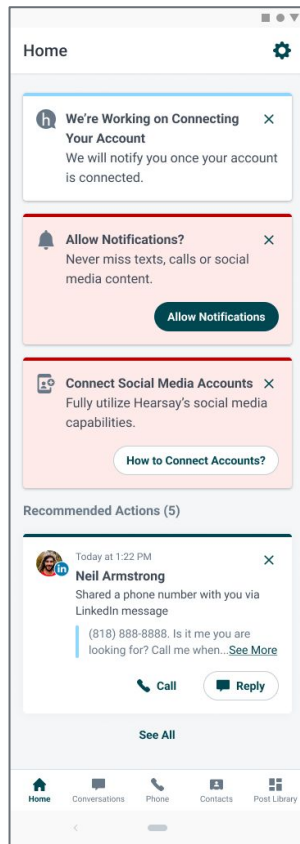 Home
We're Working on Connecting
Your Account
We will notify you once your account
is connected.
Allow Notifications?
Never miss texts, calls or social
media content.
Allow Notifications
Connect Social Media Accounts
Fully utilize Hearsay's social media
capabilities.
How to Connect Accounts?
Recommended Actions (5)
Today at 1:22 PM
in
Neil Armstrong
Shared a phone number with you via
LinkedIn message
(818) 888-8888. Is it me you are
looking for? Call me when...See More
Call
Reply
See All
Home
Conversations
Phone
Contacts
Post Library